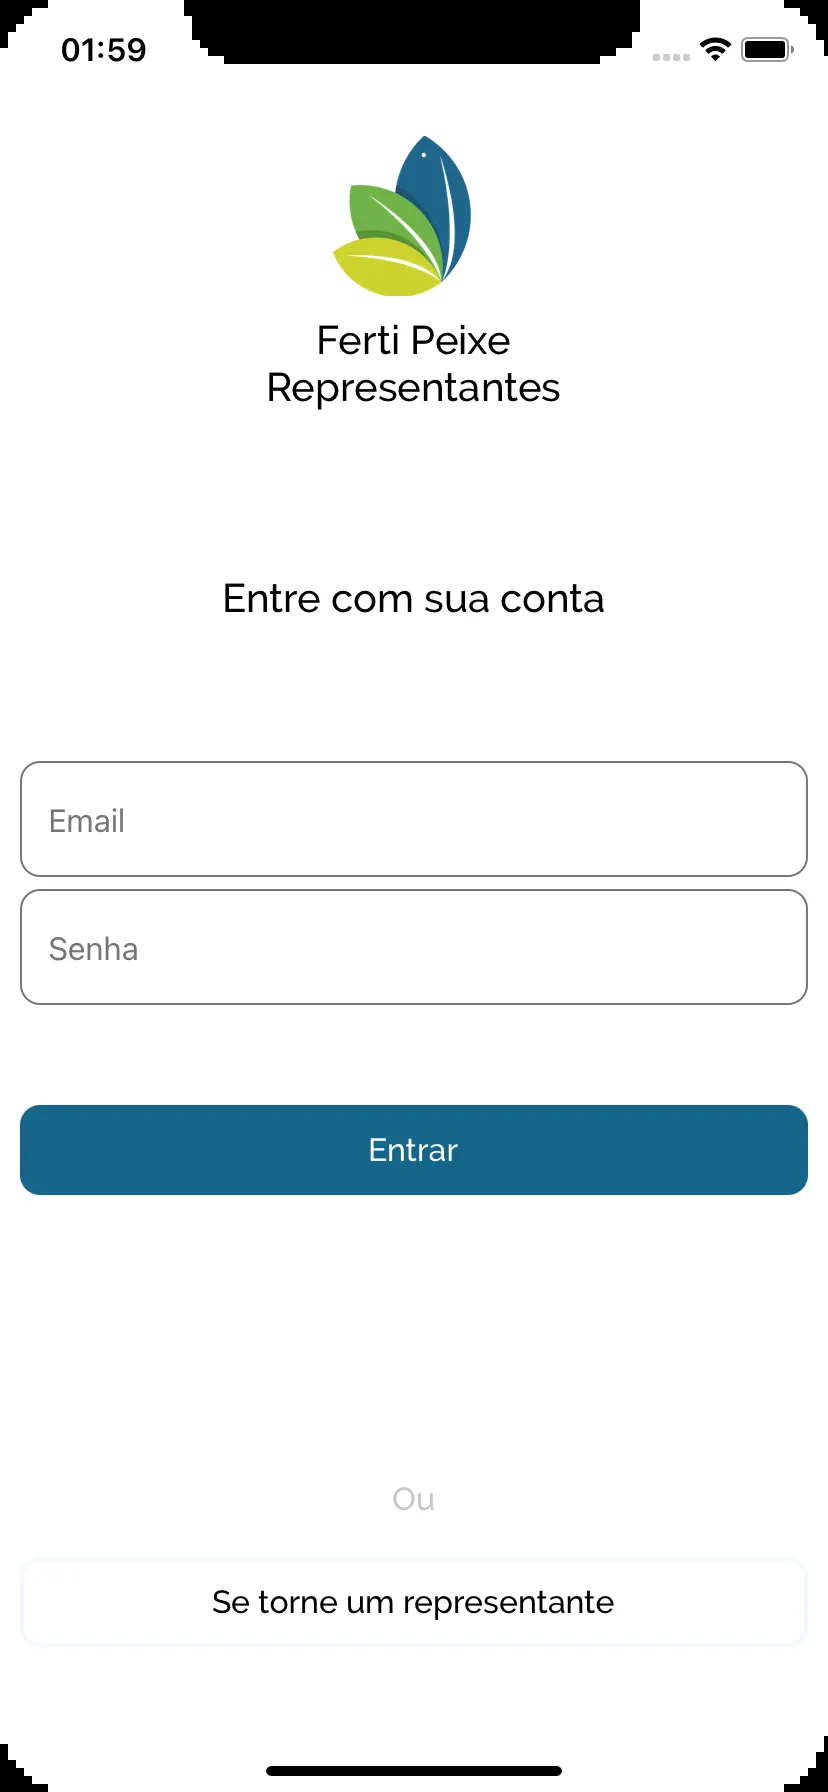 01:59
Ferti Peixe
Representantes
Entre com sua conta
Email
Senha
Entrar
Ou
Se torne um representante